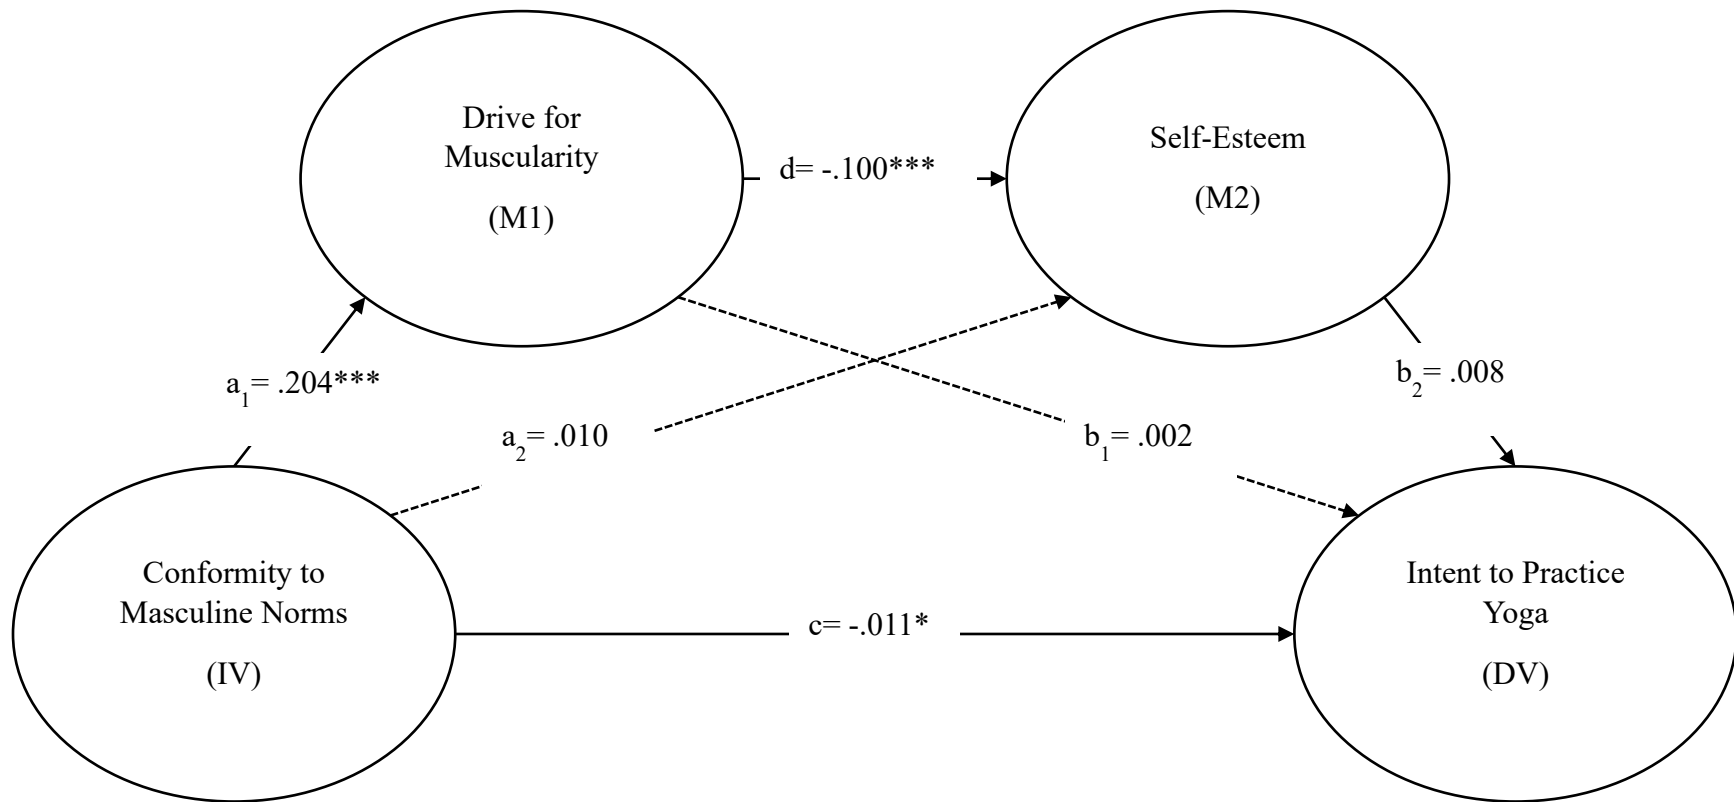 Drive for
Muscularity
(M1)
d= -.100***
Self-Esteem
(M2)
a₁= .204***
a₂= .010
b₁= .002
b₂= .008
Conformity to
Masculine Norms
(IV)
c= -.011*
Intent to Practice
Yoga
(DV)